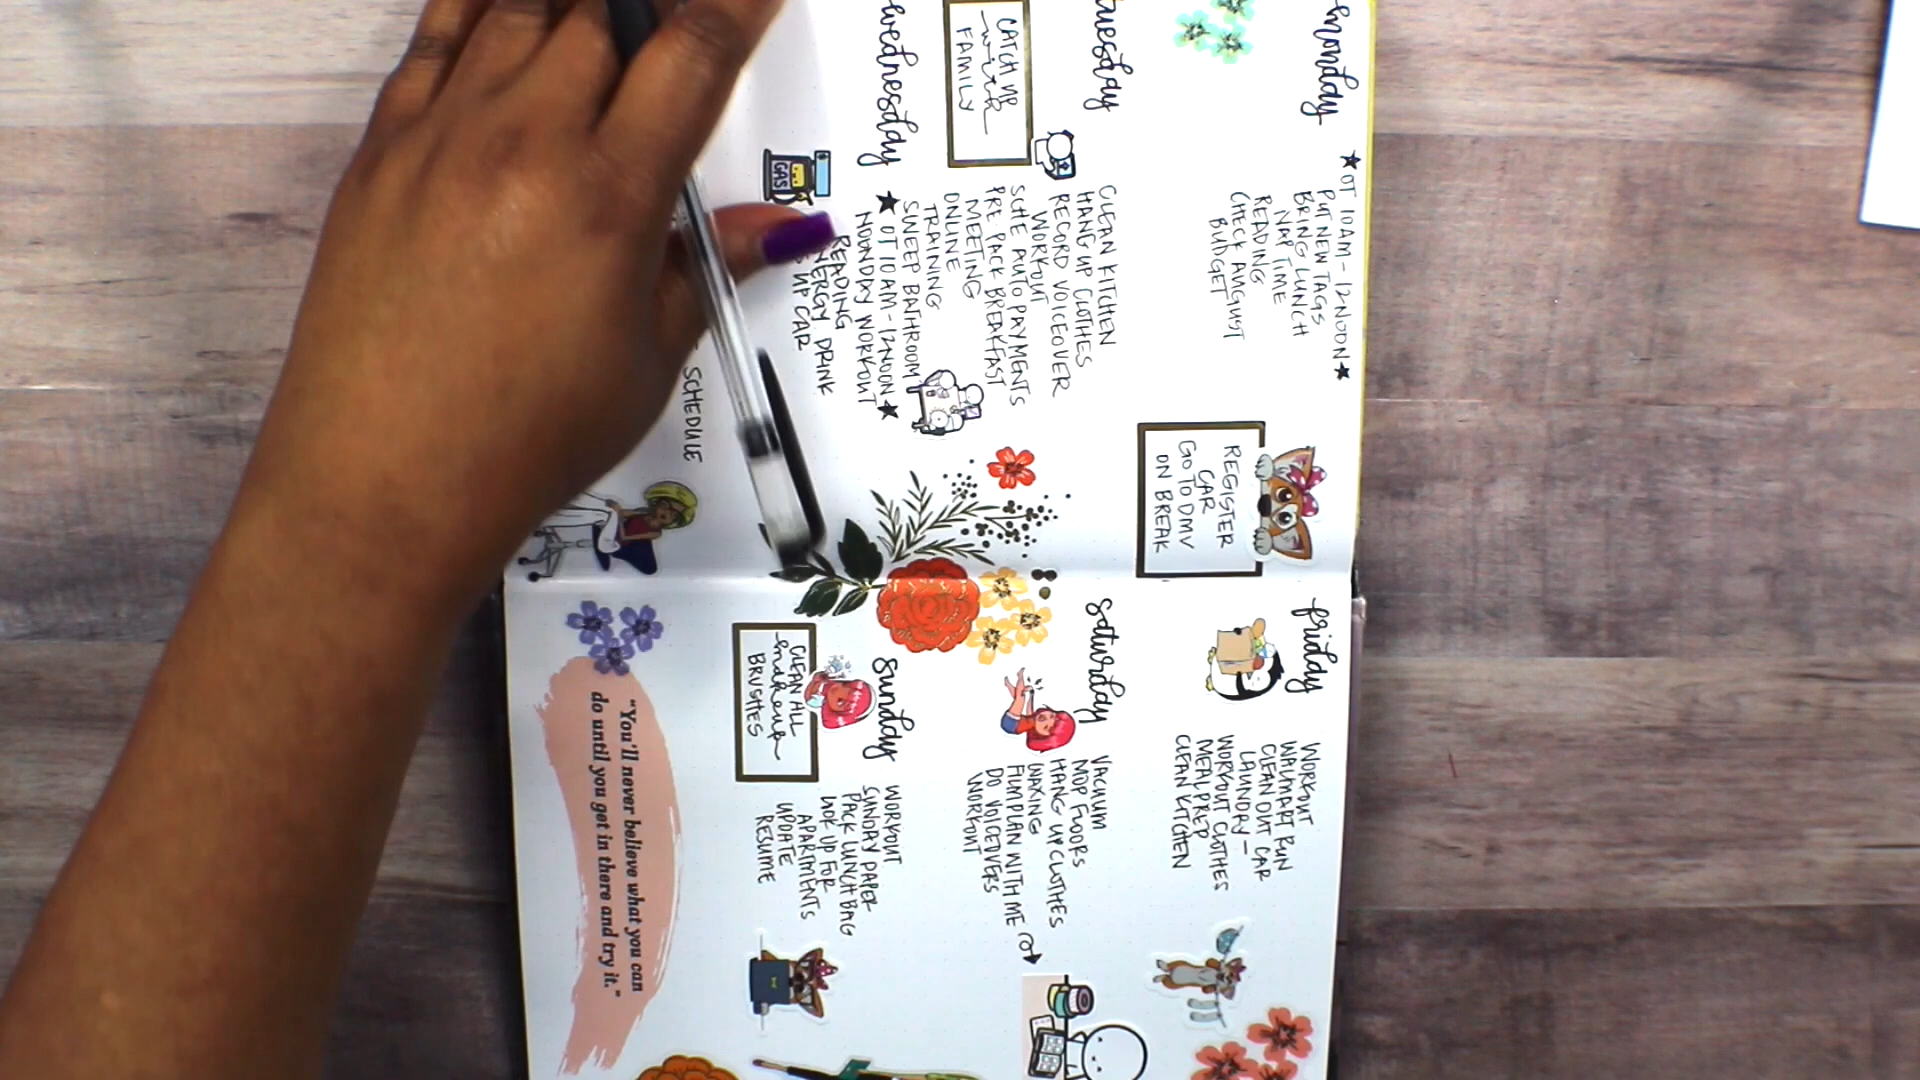 monday
★OT 10AM-12NOON★
PUT NEW TAGS
BRING LUNCH
NAP TIME
READING
CHECK AUGUST
BUDGET
REGISTER
CAR
GO TO DMV
ON BREAK
tuesday
CATCH UP
with
FAMILY
CLEAN KITCHEN
HANG UP CLOTHES
RECORD VOICEOVER
WORKOUT
SCHE AUTO PAYMENTS
PRE PACK BREAKFAST
MEETING
ONLINE
TRAINING
SWEEP BATHROOM
wednesday
★OT 10AM-12NOON★
NOONDAY WORKOUT
READING
ENERGY DRINK
UP CAR
GAS
SCHEDULE
friday
WORKOUT
WALMART RUN
CLEAN OUT CAR
LAUNDRY-
WORKOUT CLOTHES
MEAL PREP
CLEAN KITCHEN
saturday
VACUUM
MOP FLOORS
HANG UP CLOTHES
WAXING
FILM PLAN WITH ME
DO VOICEOVERS
WORKOUT
sunday
CLEAN ALL
makeup
BRUSHES
WORKOUT
SUNDAY PAPER
PACK LUNCH BAG
LOOK UP FOR
APARTMENTS
UPDATE
RESUME
"You'll never believe what you can
do until you get in there and try it."